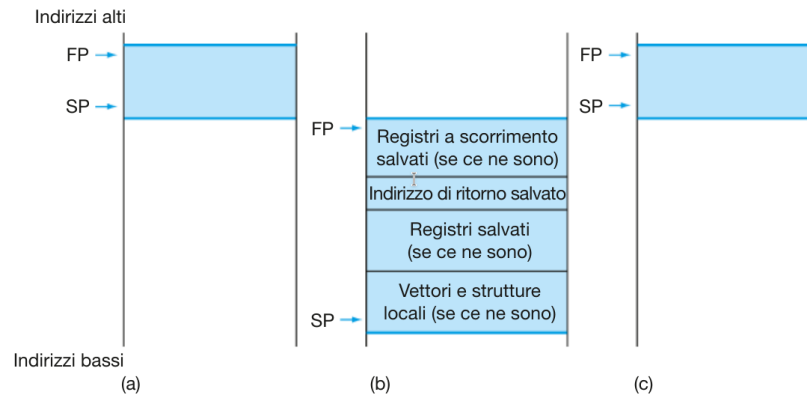 Indirizzi alti
FP
SP
FP
Registri a scorrimento
salvati (se ce ne sono)
Indirizzo di ritorno salvato
Registri salvati
(se ce ne sono)
Vettori e strutture
locali (se ce ne sono)
SP
FP
SP
Indirizzi bassi
(a)
(b)
(c)